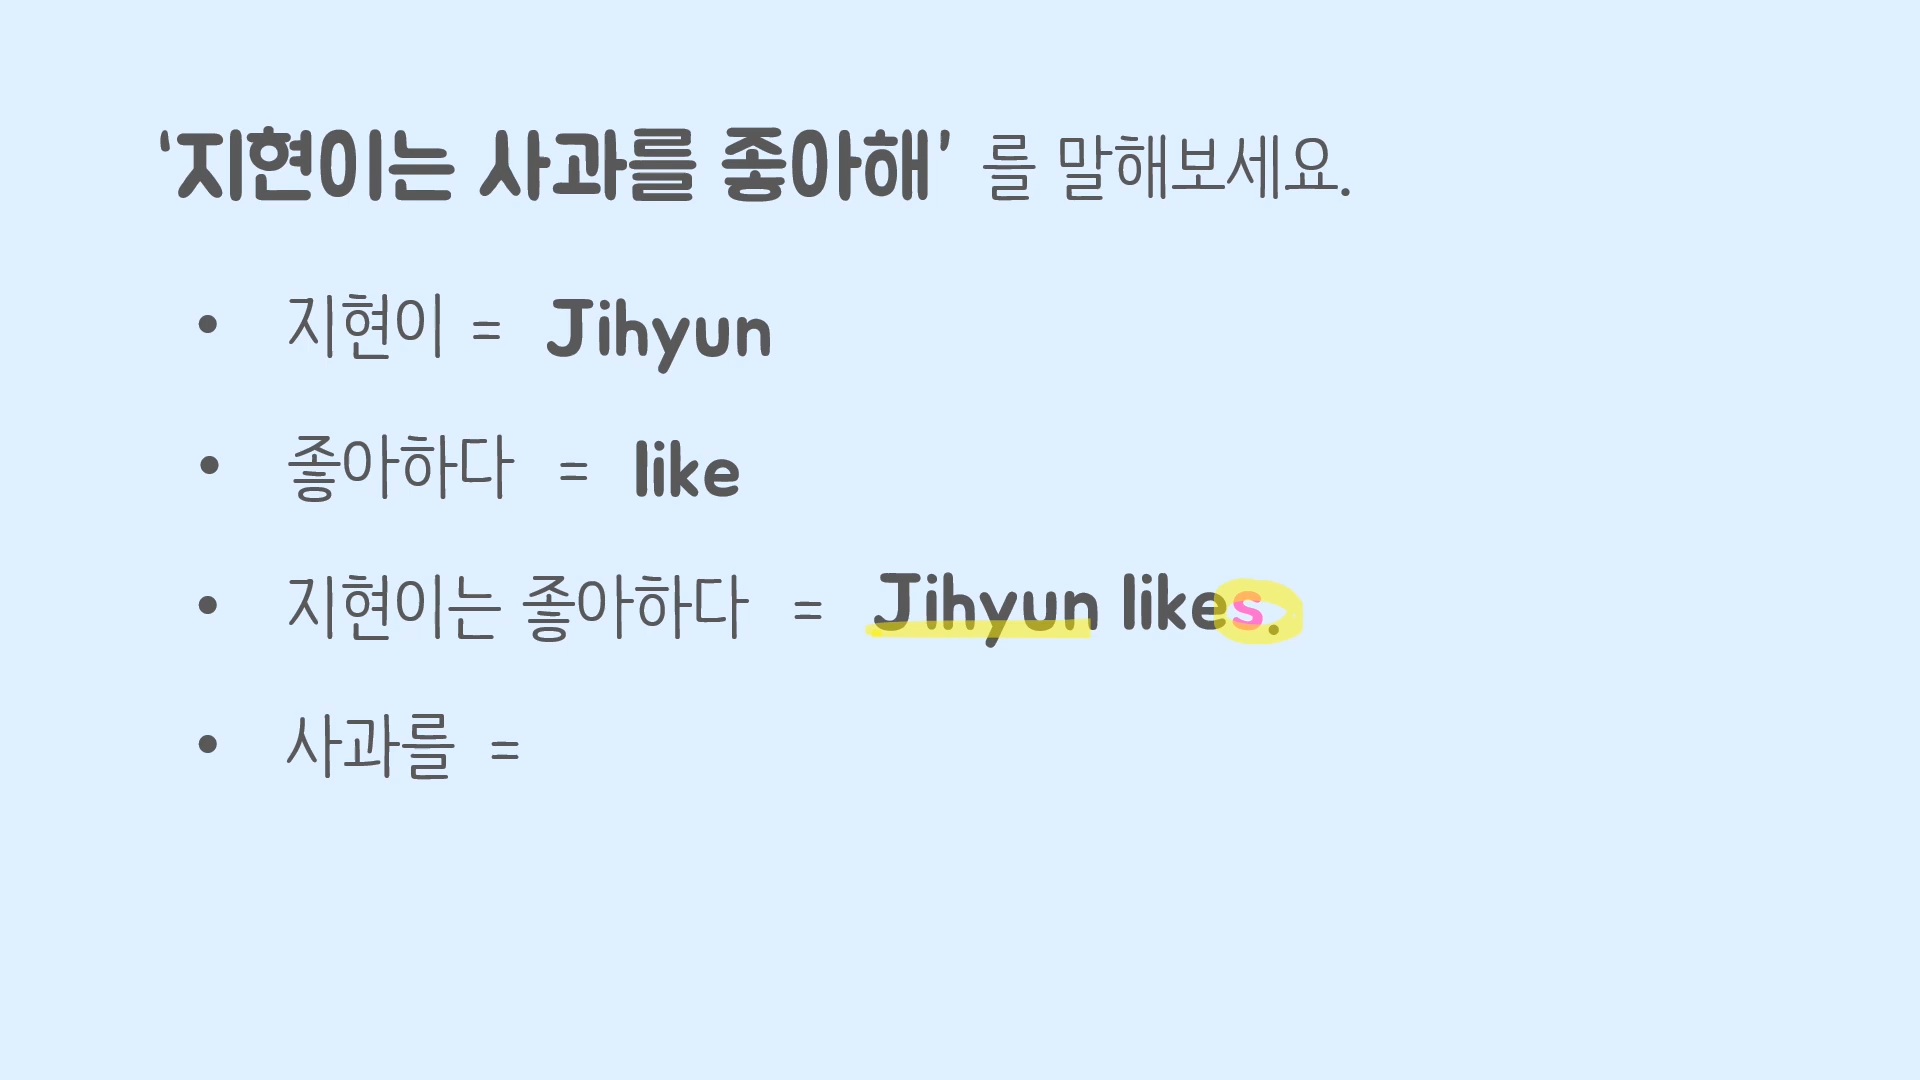 ‘지현이는 사과를 좋아해’ 를 말해보세요.
• 지현이 = Jihyun
• 좋아하다 = like
• 지현이는 좋아하다 = Jihyun likes.
• 사과를 =